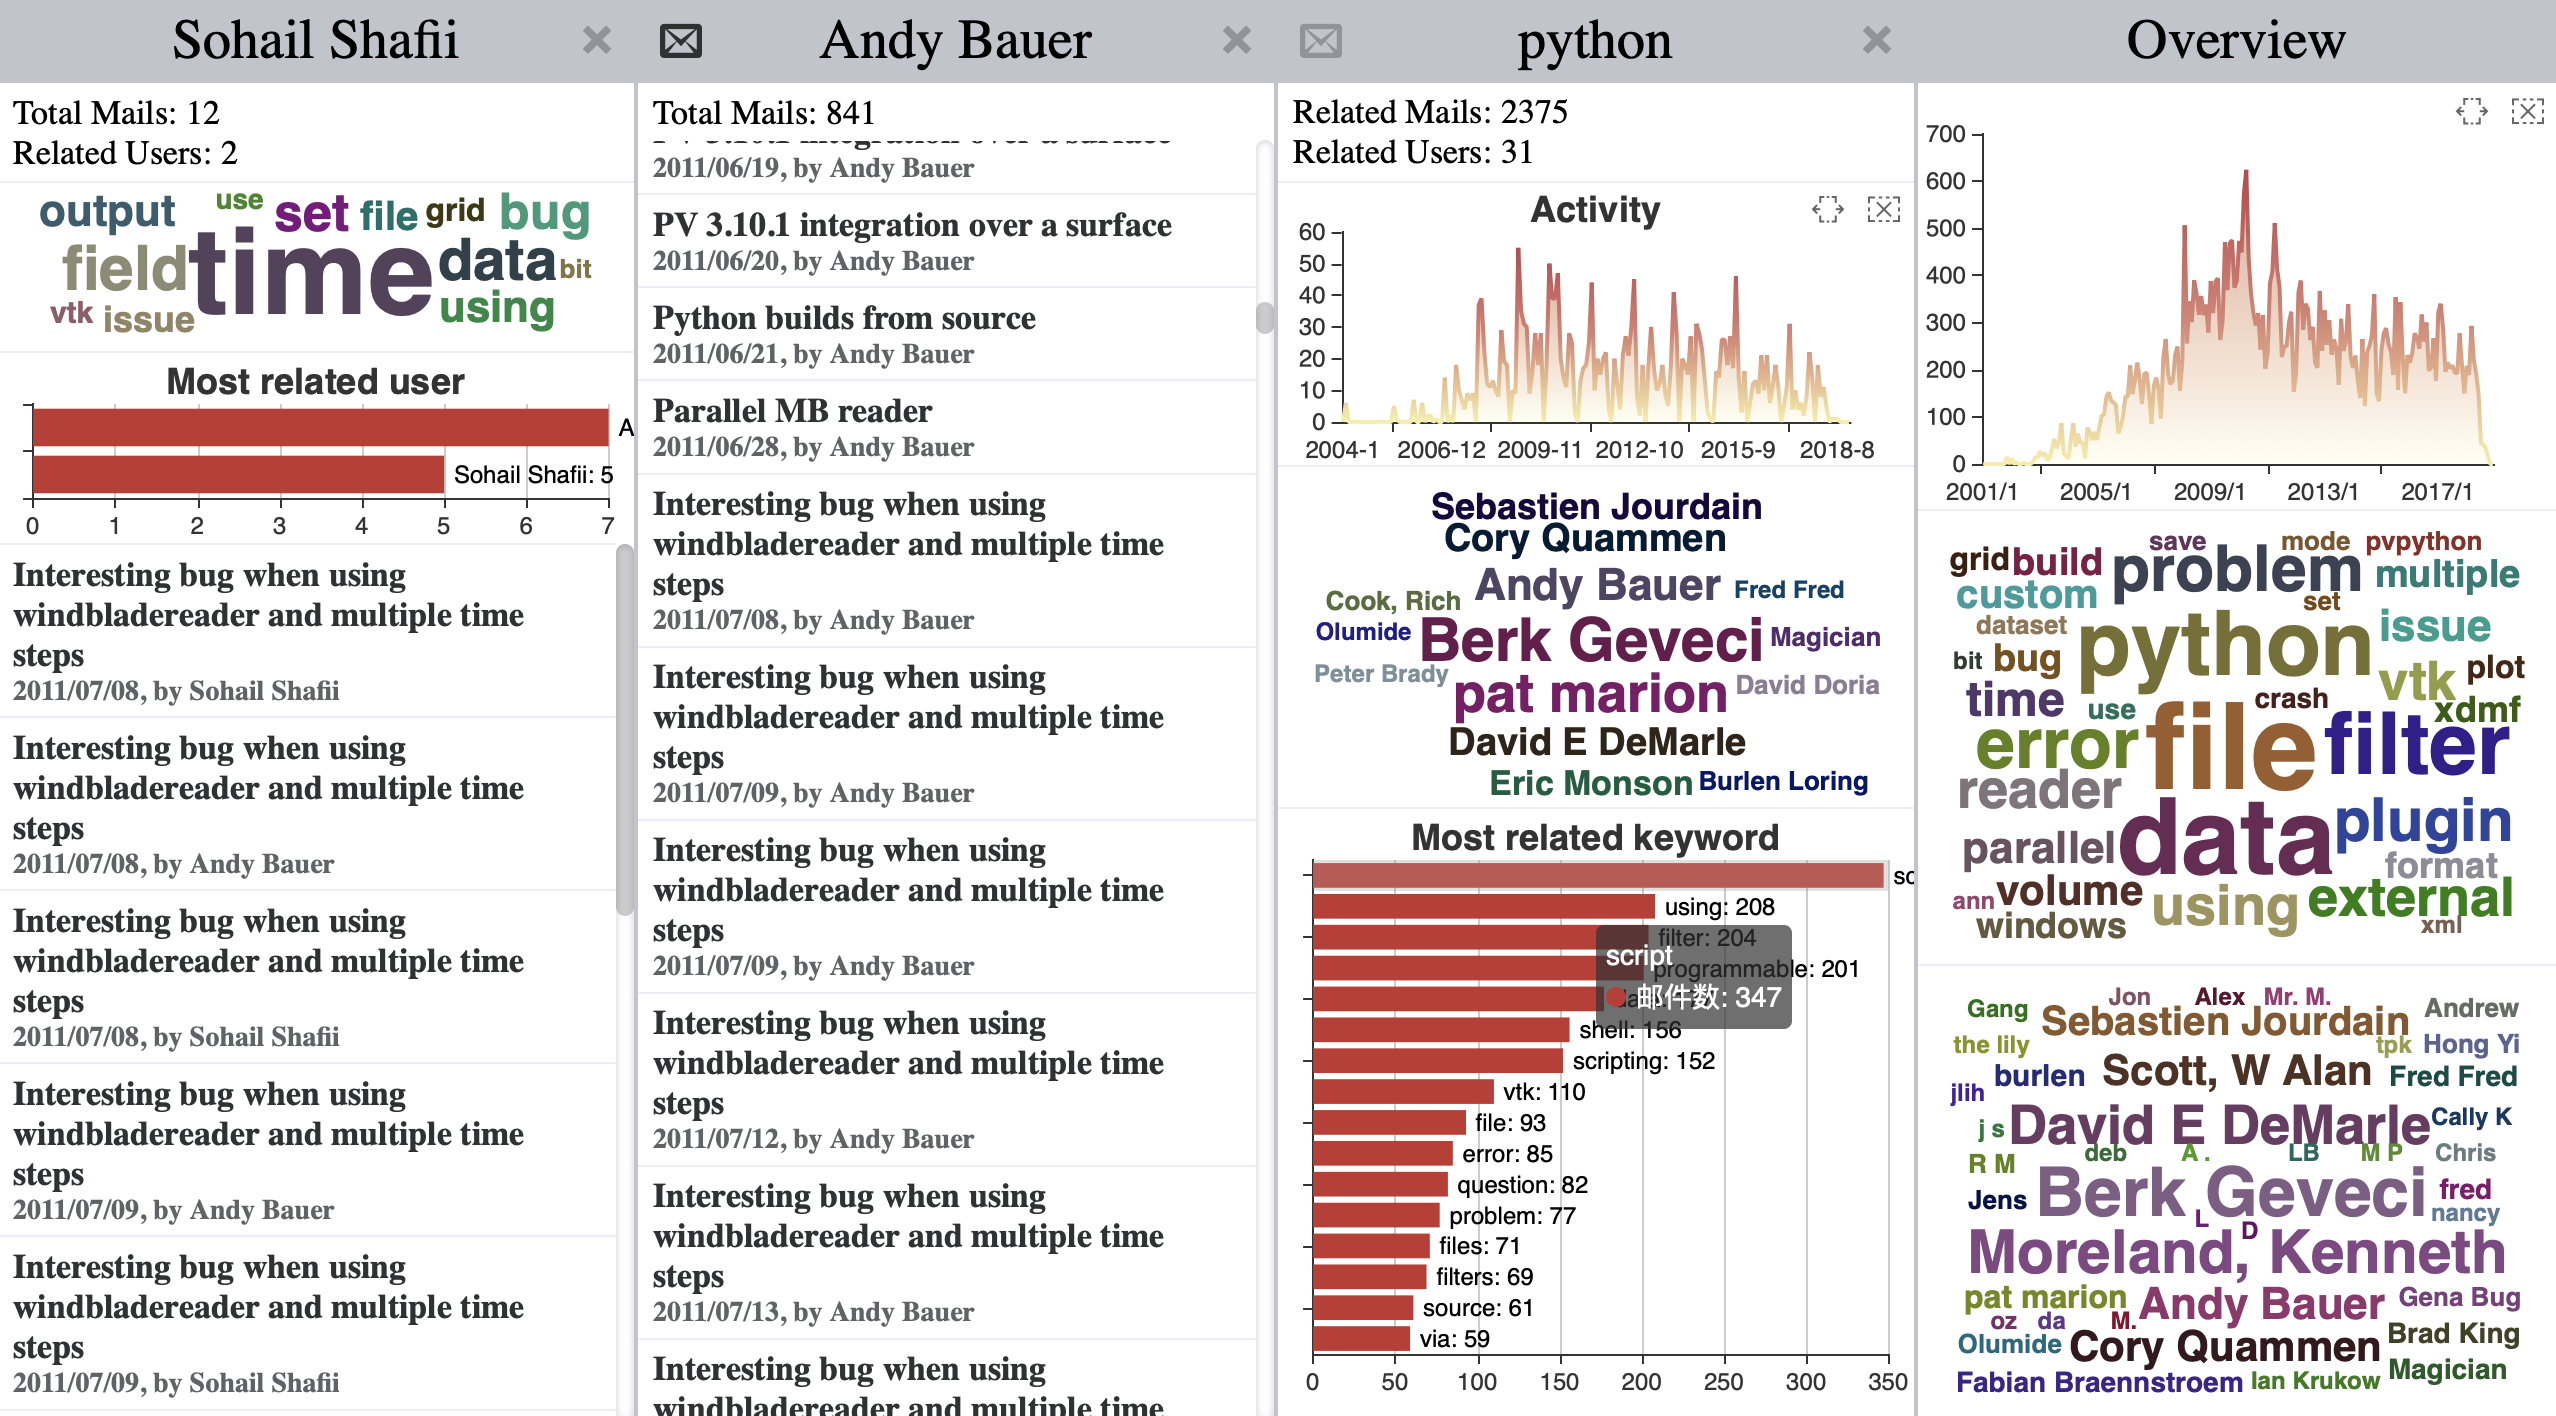 Sohail Shafii
Total Mails: 12
Related Users: 2
output use set file grid bug
field time data bit
vtk issue using
Most related user
A
Sohail Shafii: 5
0 1 2 3 4 5 6 7
Interesting bug when using
windbladereader and multiple time
steps
2011/07/08, by Sohail Shafii
Interesting bug when using
windbladereader and multiple time
steps
2011/07/08, by Andy Bauer
Interesting bug when using
windbladereader and multiple time
steps
2011/07/08, by Sohail Shafii
Interesting bug when using
windbladereader and multiple time
steps
2011/07/09, by Andy Bauer
Interesting bug when using
windbladereader and multiple time
steps
2011/07/09, by Sohail Shafii
Andy Bauer
Total Mails: 841
PV 3.10.1 integration over a surface
2011/06/19, by Andy Bauer
PV 3.10.1 integration over a surface
2011/06/20, by Andy Bauer
Python builds from source
2011/06/21, by Andy Bauer
Parallel MB reader
2011/06/28, by Andy Bauer
Interesting bug when using
windbladereader and multiple time
steps
2011/07/08, by Andy Bauer
Interesting bug when using
windbladereader and multiple time
steps
2011/07/09, by Andy Bauer
Interesting bug when using
windbladereader and multiple time
steps
2011/07/09, by Andy Bauer
Interesting bug when using
windbladereader and multiple time
steps
2011/07/12, by Andy Bauer
Interesting bug when using
windbladereader and multiple time
steps
2011/07/13, by Andy Bauer
Interesting bug when using
windbladereader and multiple time
python
Related Mails: 2375
Related Users: 31
Activity
60
50
40
30
20
10
0
2004-1 2006-12 2009-11 2012-10 2015-9 2018-8
Sebastien Jourdain
Cory Quammen
Andy Bauer Fred Fred
Cook, Rich
Olumide Berk Geveci Magician
Peter Brady pat marion David Doria
David E DeMarle
Eric Monson Burlen Loring
Most related keyword
sc
using: 208
filter: 204
script
programmable: 201
邮件数: 347
shell: 156
scripting: 152
vtk: 110
file: 93
error: 85
question: 82
problem: 77
files: 71
filters: 69
source: 61
via: 59
0 50 100 150 200 250 300 350
Overview
700
600
500
400
300
200
100
0
2001/1 2005/1 2009/1 2013/1 2017/1
save mode pvpython
grid build problem multiple
custom set
dataset python issue
bit bug vtk plot
time use crash xdmf
error file filter
reader
parallel data plugin
format
ann volume using external
windows xml
Gang Jon Alex Mr. M. Andrew
Sebastien Jourdain
the lily tpk Hong Yi
burlen Scott, W Alan Fred Fred
jlih
j s David E DeMarle Cally K
R M deb A . LB M P Chris
Jens Berk Geveci fred
L nancy
D
Moreland, Kenneth
pat marion Andy Bauer Gena Bug
oz da M.
Olumide Cory Quammen Brad King
Magician
Fabian Braennstroem Ian Krukow